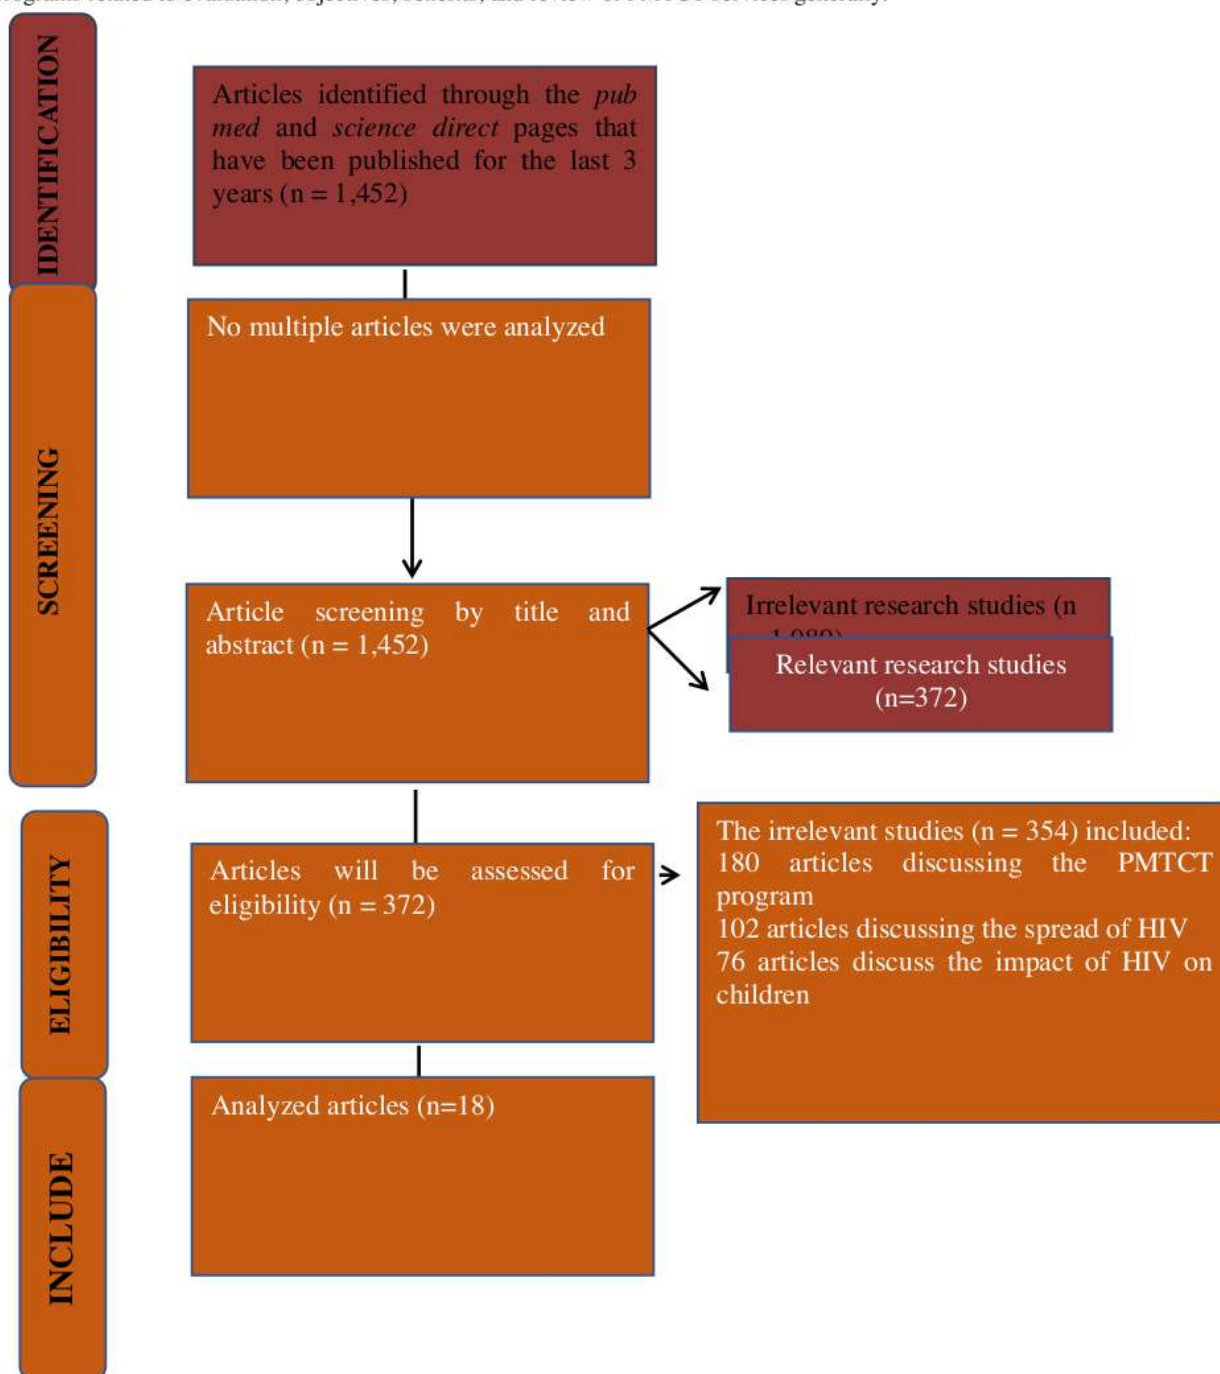 IDENTIFICATION
Articles identified through the pub
med and science direct pages that
have been published for the last 3
years (n = 1,452)
SCREENING
No multiple articles were analyzed
Article screening by title and
abstract (n = 1,452)
Irrelevant research studies (n
Relevant research studies
(n=372)
ELIGIBILITY
Articles will be assessed for
eligibility (n = 372)
The irrelevant studies (n = 354) included:
180 articles discussing the PMTCT
program
102 articles discussing the spread of HIV
76 articles discuss the impact of HIV on
children
INCLUDE
Analyzed articles (n=18)